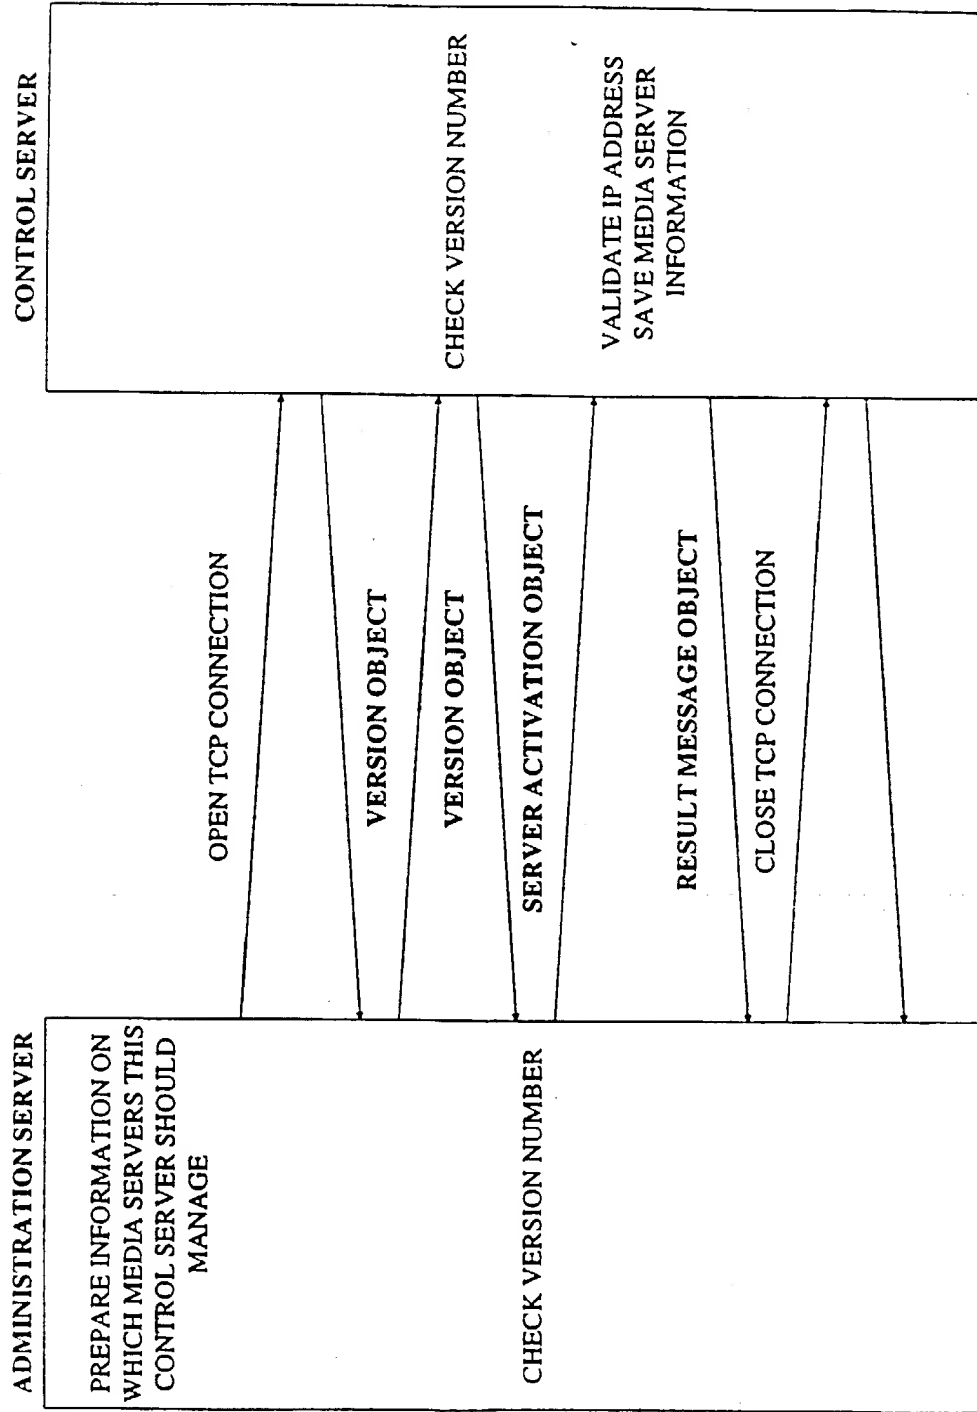 ADMINISTRATION SERVER
CONTROL SERVER
PREPARE INFORMATION ON
WHICH MEDIA SERVERS THIS
CONTROL SERVER SHOULD
MANAGE
OPEN TCP CONNECTION
VERSION OBJECT
VERSION OBJECT
CHECK VERSION NUMBER
SERVER ACTIVATION OBJECT
CHECK VERSION NUMBER
VALIDATE IP ADDRESS
SAVE MEDIA SERVER
INFORMATION
RESULT MESSAGE OBJECT
CLOSE TCP CONNECTION